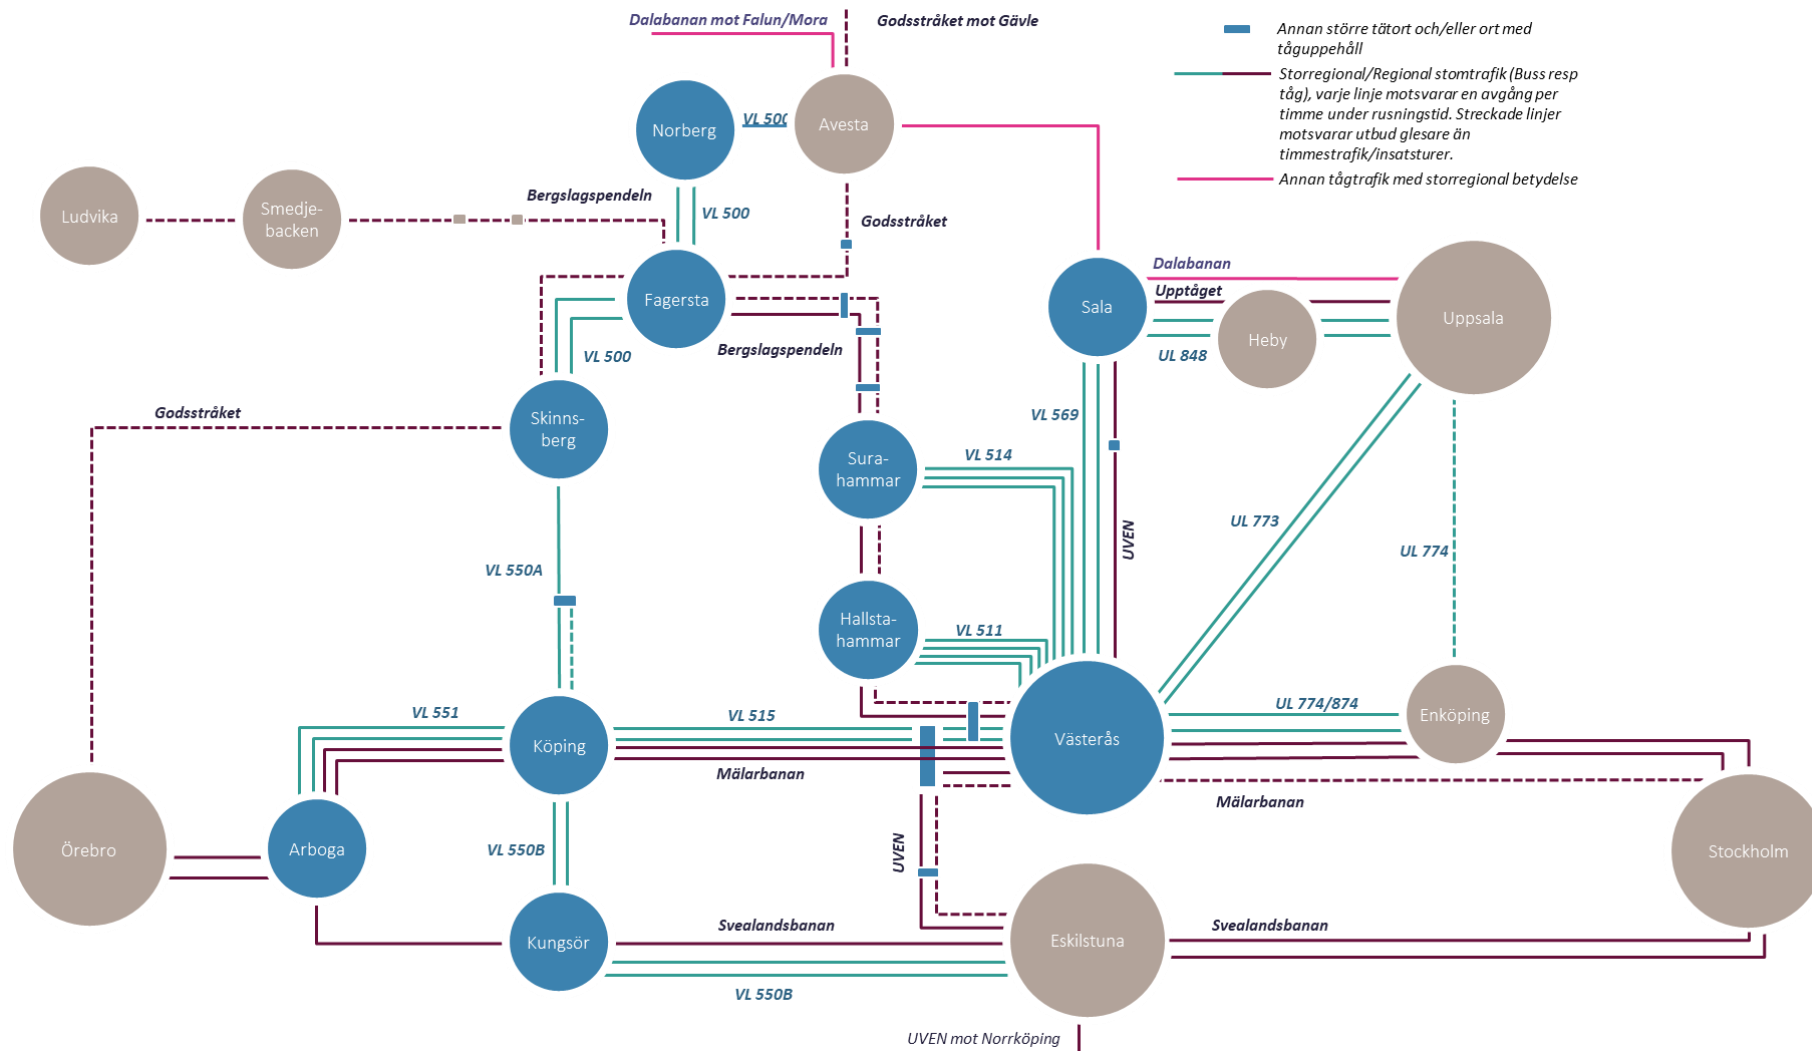 Dalabanan mot Falun/Mora
Godsstråket mot Gävle
Annan större tätort och/eller ort med
tåguppehåll
Storregional/Regional stomtrafik (Buss resp
tåg), varje linje motsvarar en avgång per
timme under rusningstid. Streckade linjer
motsvarar utbud glesare än
timmestrafik/insatsturer.
Annan tågtrafik med storregional betydelse
Norberg
VL 500
Avesta
Ludvika
Smedje-
backen
Bergslagspendeln
VL 500
Godsstråket
Fagersta
Dalabanan
Upptåget
Sala
Heby
Uppsala
UL 848
VL 500
Bergslagspendeln
Godsstråket
Skinns-
berg
VL 569
Sura-
hammar
VL 514
UVEN
UL 773
UL 774
VL 550A
Hallsta-
hammar
VL 511
VL 551
Köping
VL 515
Mälarbanan
Västerås
UL 774/874
Enköping
Mälarbanan
Örebro
Arboga
VL 550B
UVEN
Stockholm
Kungsör
Svealandsbanan
Eskilstuna
Svealandsbanan
VL 550B
UVEN mot Norrköping